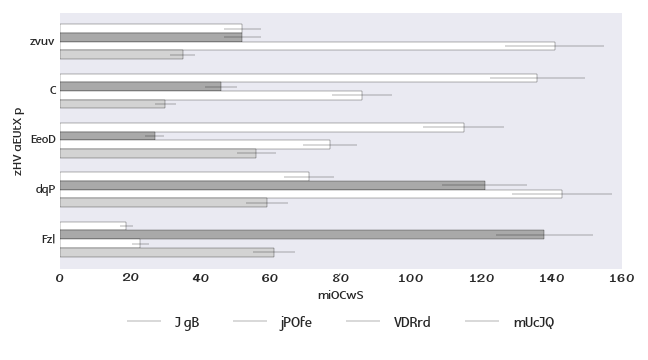 zvuv
C
EeoD
dqP
Fzl
zHV αEUtX p
0 20 40 60 80 100 120 140 160
miOCwS
J gB jPOfe VDRrd mUcJQ